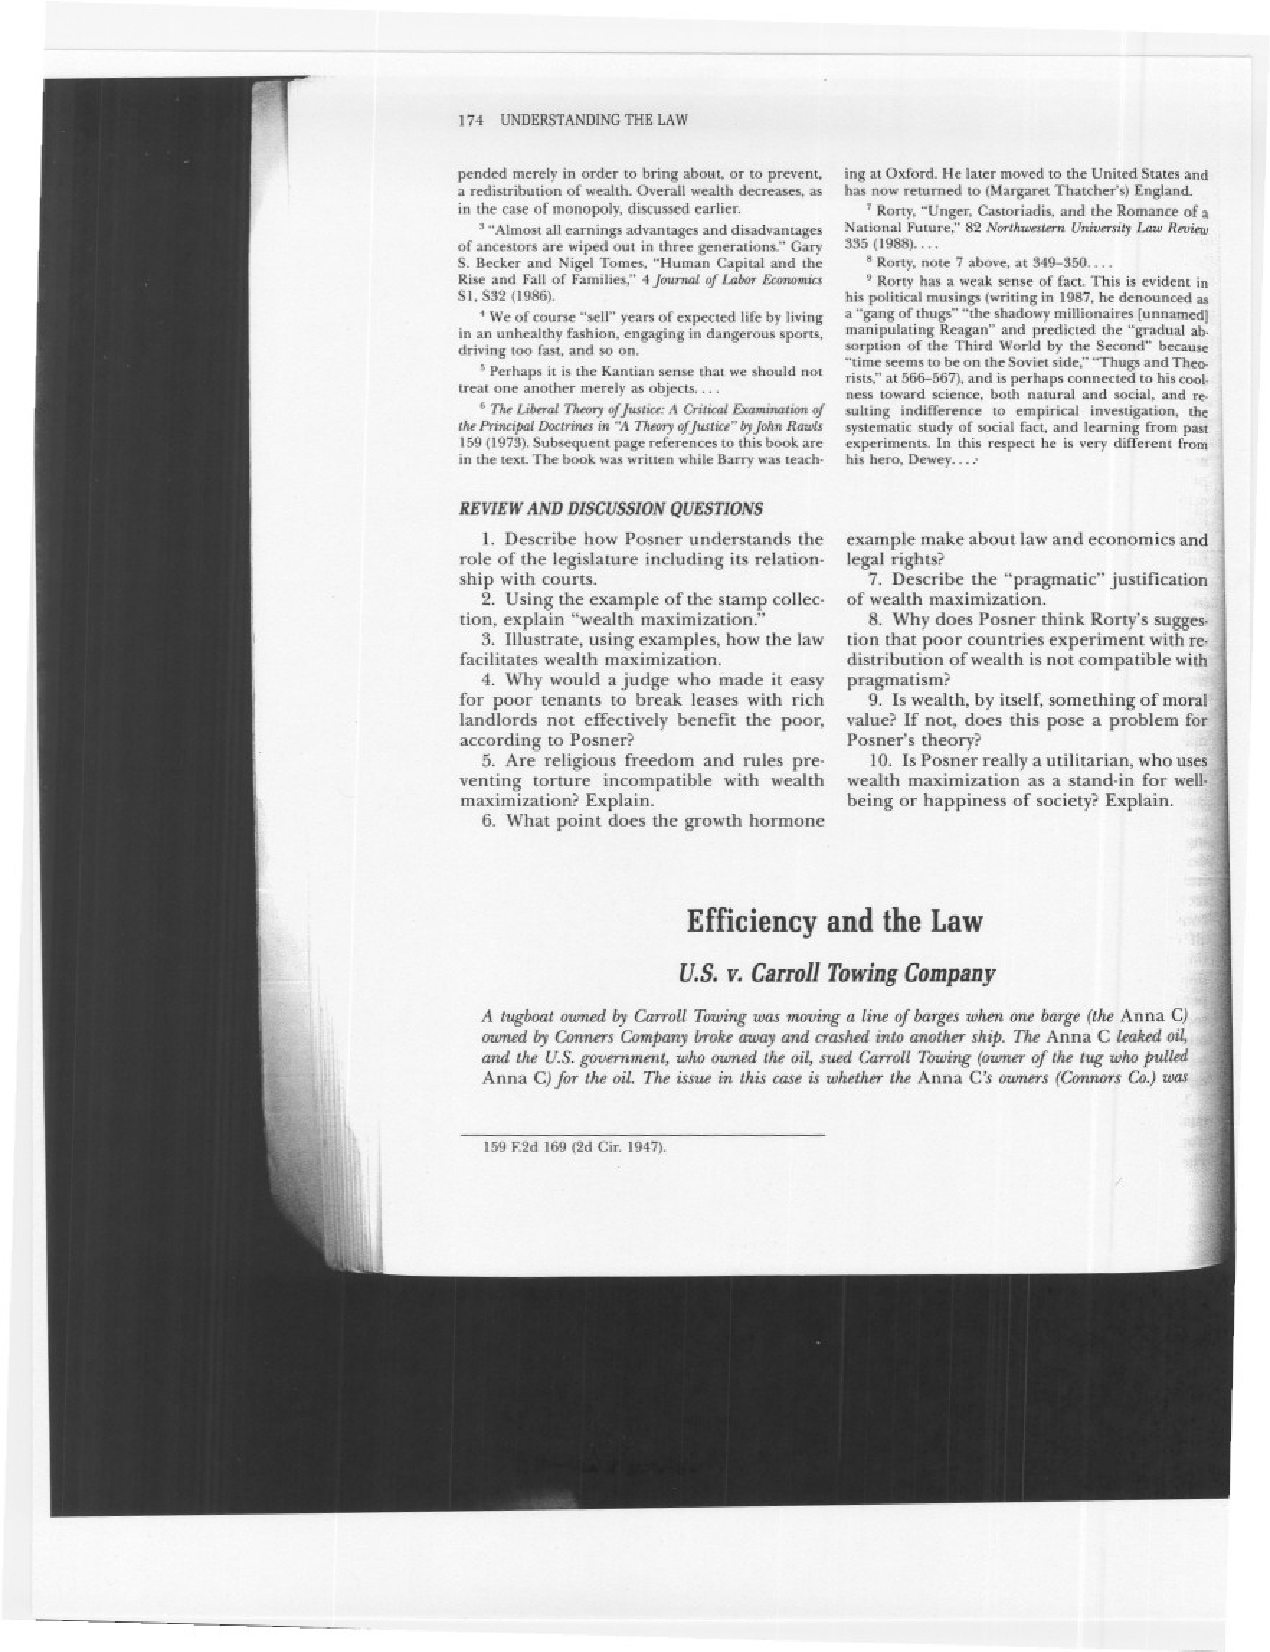 174 UNDERSTANDING THE LAW
pended merely in order to bring about, or to prevent,
a redistribution of wealth. Overall wealth decreases, as
in the case of monopoly, discussed earlier.
³ "Almost all earnings advantages and disadvantages
of ancestors are wiped out in three generations." Gary
S. Becker and Nigel Tomes, "Human Capital and the
Rise and Fall of Families," 4 Journal of Labor Economics
S1, S32 (1986).
⁴ We of course "sell" years of expected life by living
in an unhealthy fashion, engaging in dangerous sports,
driving too fast, and so on.
⁵ Perhaps it is the Kantian sense that we should not
treat one another merely as objects. . . .
⁶ The Liberal Theory of Justice: A Critical Examination of
the Principal Doctrines in "A Theory of Justice" by John Rawls
159 (1973). Subsequent page references to this book are
in the text. The book was written while Barry was teach-
ing at Oxford. He later moved to the United States and
has now returned to (Margaret Thatcher's) England.
⁷ Rorty, "Unger, Castoriadis, and the Romance of a
National Future," 82 Northwestern University Law Review
335 (1988). . . .
⁸ Rorty, note 7 above, at 349–350. . . .
⁹ Rorty has a weak sense of fact. This is evident in
his political musings (writing in 1987, he denounced as
a "gang of thugs" "the shadowy millionaires [unnamed]
manipulating Reagan" and predicted the "gradual ab-
sorption of the Third World by the Second" because
"time seems to be on the Soviet side," "Thugs and Theo-
rists," at 566–567), and is perhaps connected to his cool-
ness toward science, both natural and social, and re-
sulting indifference to empirical investigation, the
systematic study of social fact, and learning from past
experiments. In this respect he is very different from
his hero, Dewey. . . .
REVIEW AND DISCUSSION QUESTIONS
1. Describe how Posner understands the
role of the legislature including its relation-
ship with courts.
2. Using the example of the stamp collec-
tion, explain "wealth maximization."
3. Illustrate, using examples, how the law
facilitates wealth maximization.
4. Why would a judge who made it easy
for poor tenants to break leases with rich
landlords not effectively benefit the poor,
according to Posner?
5. Are religious freedom and rules pre-
venting torture incompatible with wealth
maximization? Explain.
6. What point does the growth hormone
example make about law and economics and
legal rights?
7. Describe the "pragmatic" justification
of wealth maximization.
8. Why does Posner think Rorty's sugges-
tion that poor countries experiment with re-
distribution of wealth is not compatible with
pragmatism?
9. Is wealth, by itself, something of moral
value? If not, does this pose a problem for
Posner's theory?
10. Is Posner really a utilitarian, who uses
wealth maximization as a stand-in for well-
being or happiness of society? Explain.
Efficiency and the Law
U.S. v. Carroll Towing Company
A tugboat owned by Carroll Towing was moving a line of barges when one barge (the Anna C)
owned by Conners Company broke away and crashed into another ship. The Anna C leaked oil,
and the U.S. government, who owned the oil, sued Carroll Towing (owner of the tug who pulled
Anna C) for the oil. The issue in this case is whether the Anna C's owners (Connors Co.) was
159 F.2d 169 (2d Cir. 1947).